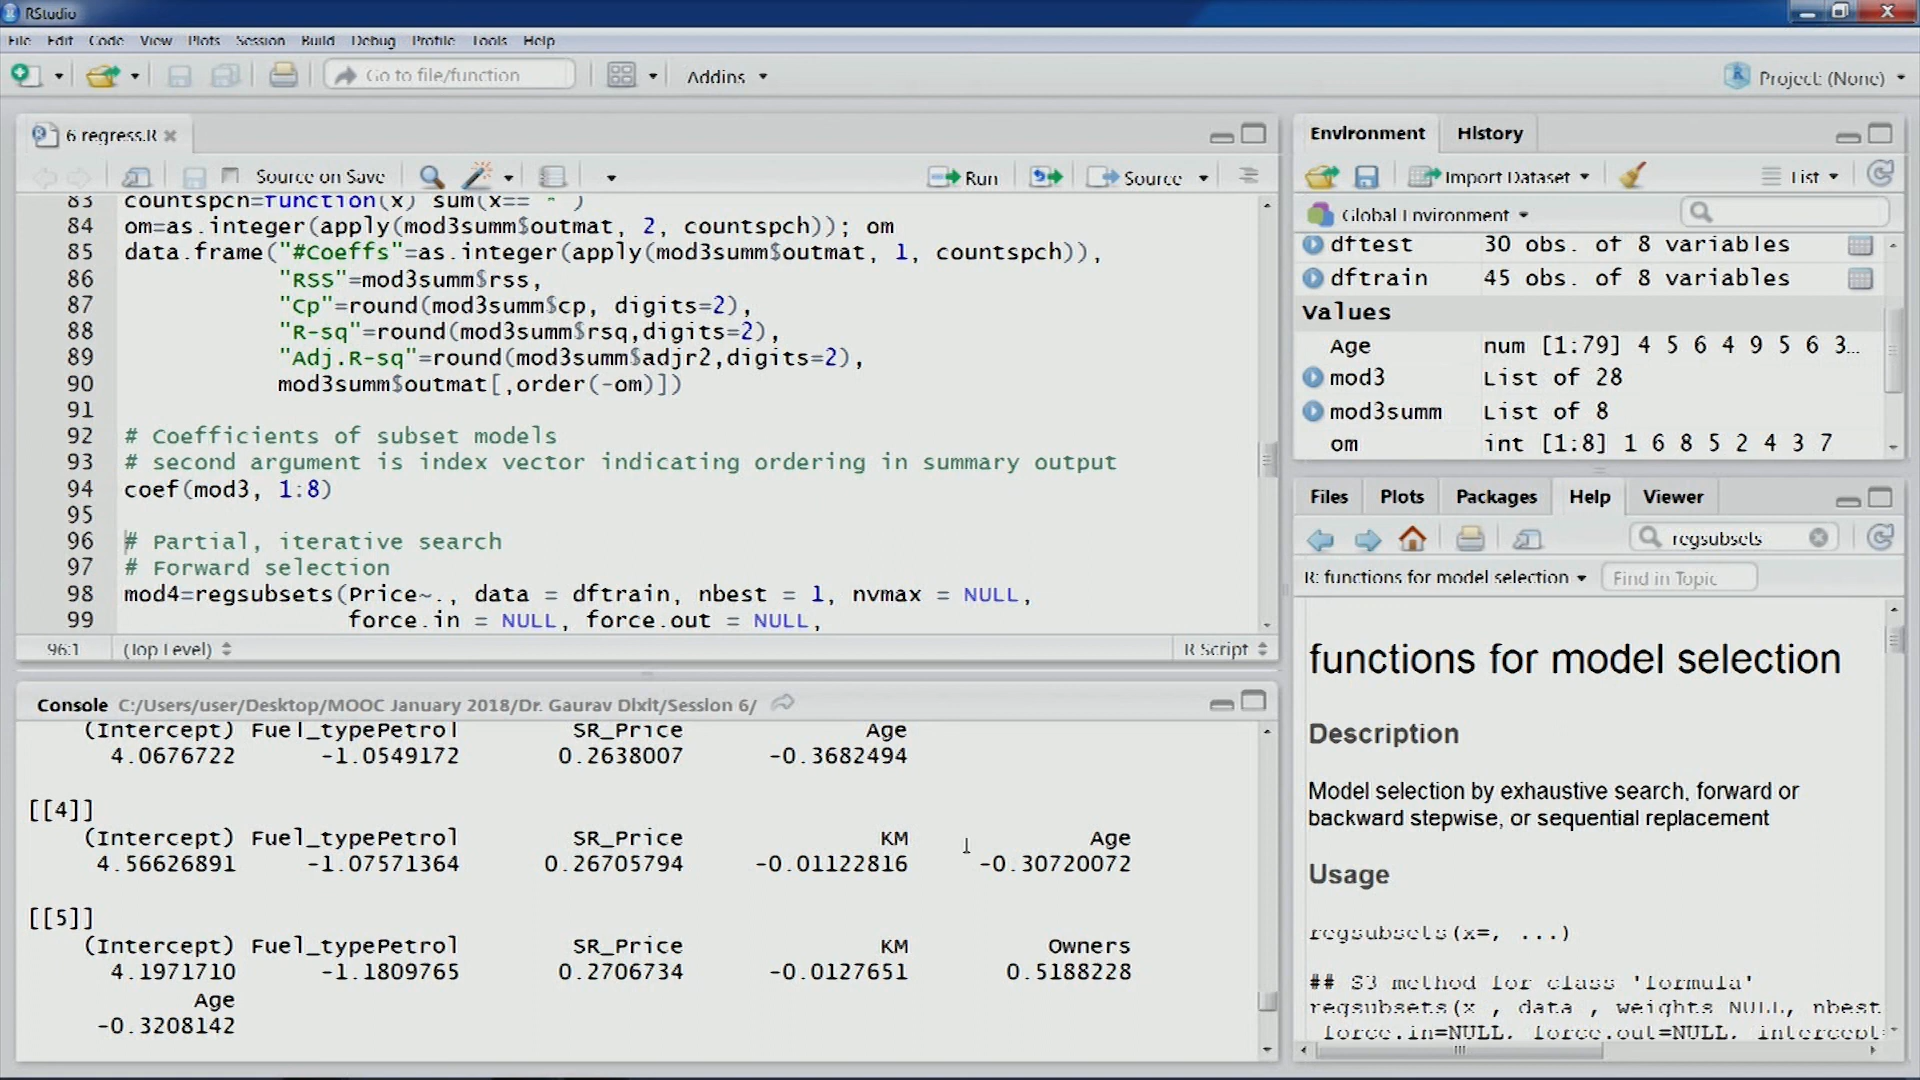 RStudio
File Edit Code View Plots Session Build Debug Profile Tools Help
Go to file/function
Addins
Project: (None)
6 regress.R
Source on Save
Run
Source
83 countspch=function(x) sum(x=="*")
84 om=as.integer(apply(mod3summ$outmat, 2, countspch)); om
85 data.frame("#Coeffs"=as.integer(apply(mod3summ$outmat, 1, countspch)),
86 "RSS"=mod3summ$rss,
87 "Cp"=round(mod3summ$cp, digits=2),
88 "R-sq"=round(mod3summ$rsq,digits=2),
89 "Adj.R-sq"=round(mod3summ$adjr2,digits=2),
90 mod3summ$outmat[,order(-om)])
91
92 # Coefficients of subset models
93 # second argument is index vector indicating ordering in summary output
94 coef(mod3, 1:8)
95
96 # Partial, iterative search
97 # Forward selection
98 mod4=regsubsets(Price~., data = dftrain, nbest = 1, nvmax = NULL,
99 force.in = NULL, force.out = NULL,
96:1 (Top Level) R Script
Console C:/Users/user/Desktop/MOOC January 2018/Dr. Gaurav Dixit/Session 6/
(Intercept) Fuel_typePetrol SR_Price Age
4.0676722 -1.0549172 0.2638007 -0.3682494
[[4]]
(Intercept) Fuel_typePetrol SR_Price KM Age
4.56626891 -1.07571364 0.26705794 -0.01122816 -0.30720072
[[5]]
(Intercept) Fuel_typePetrol SR_Price KM Owners
4.1971710 -1.1809765 0.2706734 -0.0127651 0.5188228
Age
-0.3208142
Environment History
Import Dataset List
Global Environment
dftest 30 obs. of 8 variables
dftrain 45 obs. of 8 variables
Values
Age num [1:79] 4 5 6 4 9 5 6 3…
mod3 List of 28
mod3summ List of 8
om int [1:8] 1 6 8 5 2 4 3 7
Files Plots Packages Help Viewer
regsubsets
R: functions for model selection Find in Topic
functions for model selection
Description
Model selection by exhaustive search, forward or
backward stepwise, or sequential replacement
Usage
regsubsets(x=, ...)
## S3 method for class 'formula'
regsubsets(x=, data=, weights=NULL, nbest
force.in=NULL, force.out=NULL, intercept=